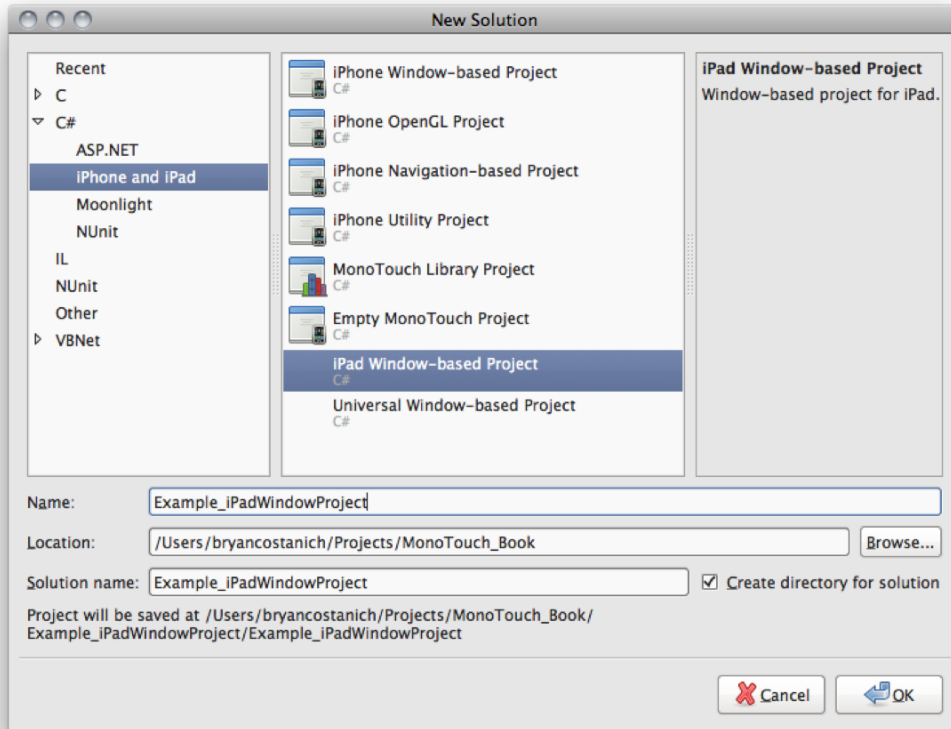 New Solution
Recent
C
C#
ASP.NET
iPhone and iPad
Moonlight
NUnit
IL
NUnit
Other
VBNet
iPhone Window-based Project
C#
iPhone OpenGL Project
C#
iPhone Navigation-based Project
C#
iPhone Utility Project
C#
MonoTouch Library Project
C#
Empty MonoTouch Project
C#
iPad Window-based Project
C#
Universal Window-based Project
C#
iPad Window-based Project
Window-based project for iPad.
Name: Example_iPadWindowProject
Location: /Users/bryancostanich/Projects/MonoTouch_Book Browse...
Solution name: Example_iPadWindowProject Create directory for solution
Project will be saved at /Users/bryancostanich/Projects/MonoTouch_Book/
Example_iPadWindowProject/Example_iPadWindowProject
Cancel OK